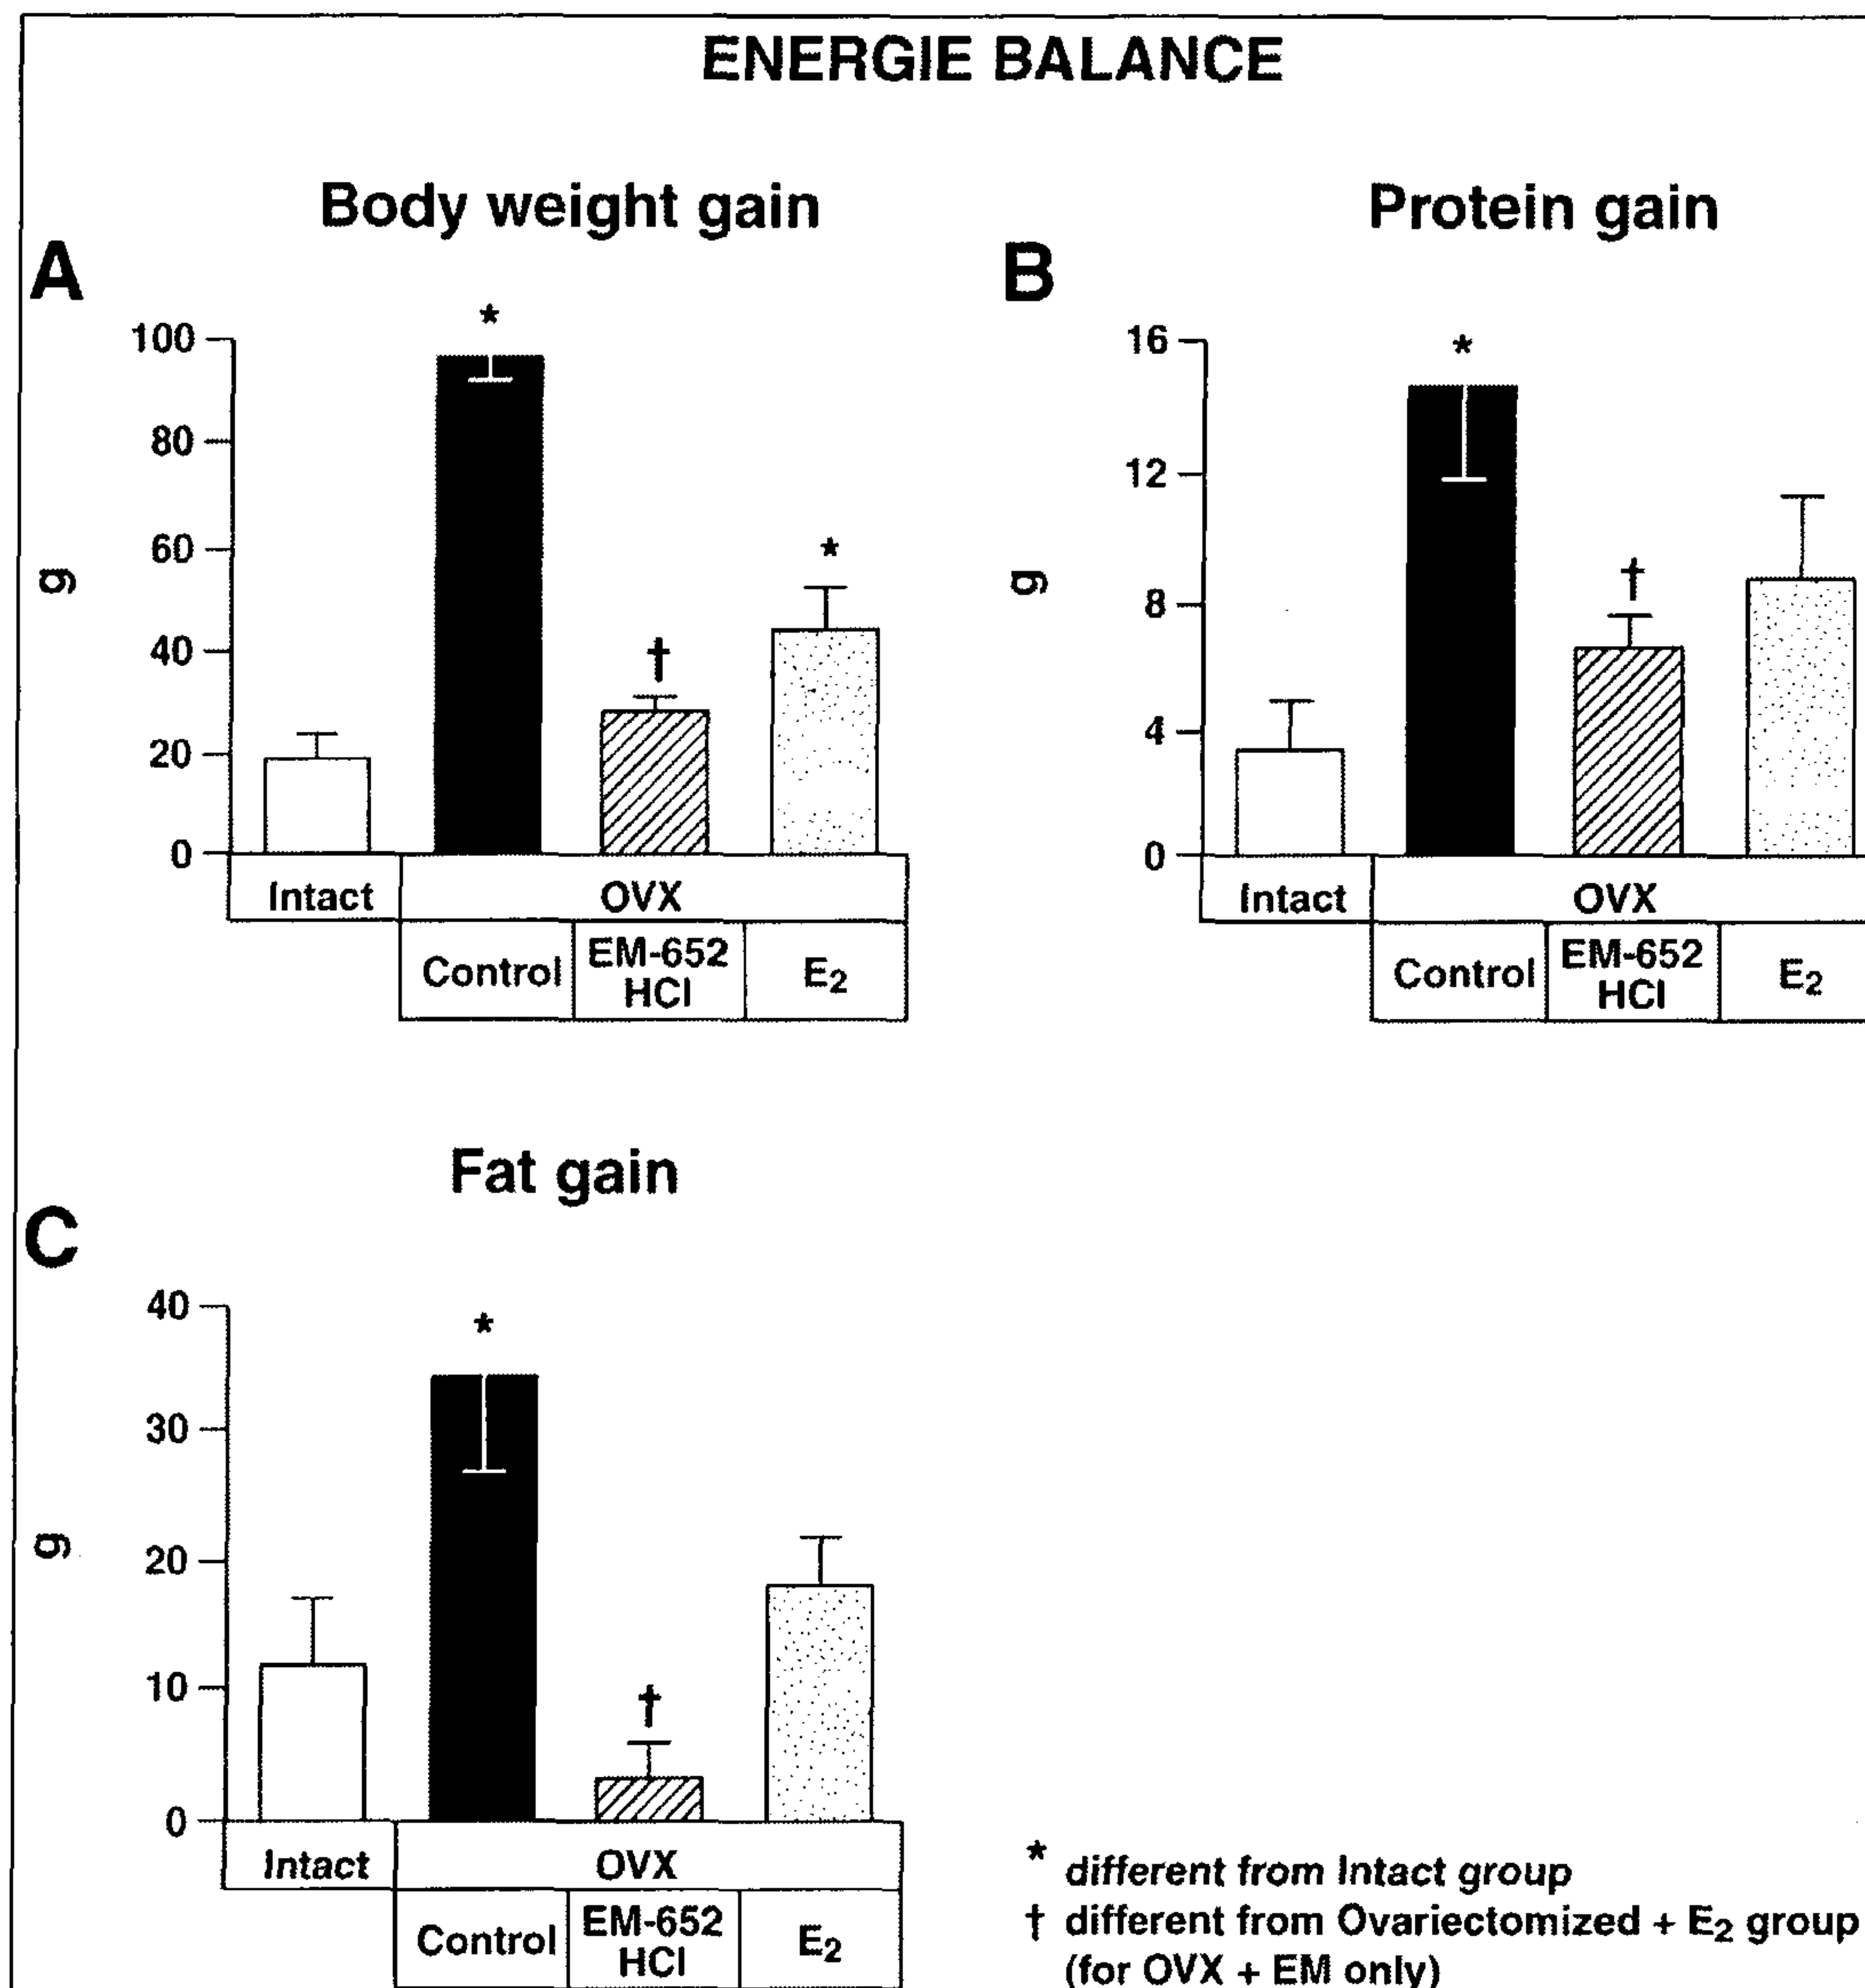 ENERGIE BALANCE
Body weight gain
A
100
80
60
40
20
0
g
*
†
*
Intact
OVX
Control
EM-652
HCl
E₂
Protein gain
B
16
12
8
4
0
g
*
†
Intact
OVX
Control
EM-652
HCl
E₂
Fat gain
C
40
30
20
10
0
g
*
†
Intact
OVX
Control
EM-652
HCl
E₂
* different from Intact group
† different from Ovariectomized + E₂ group
(for OVX + EM only)